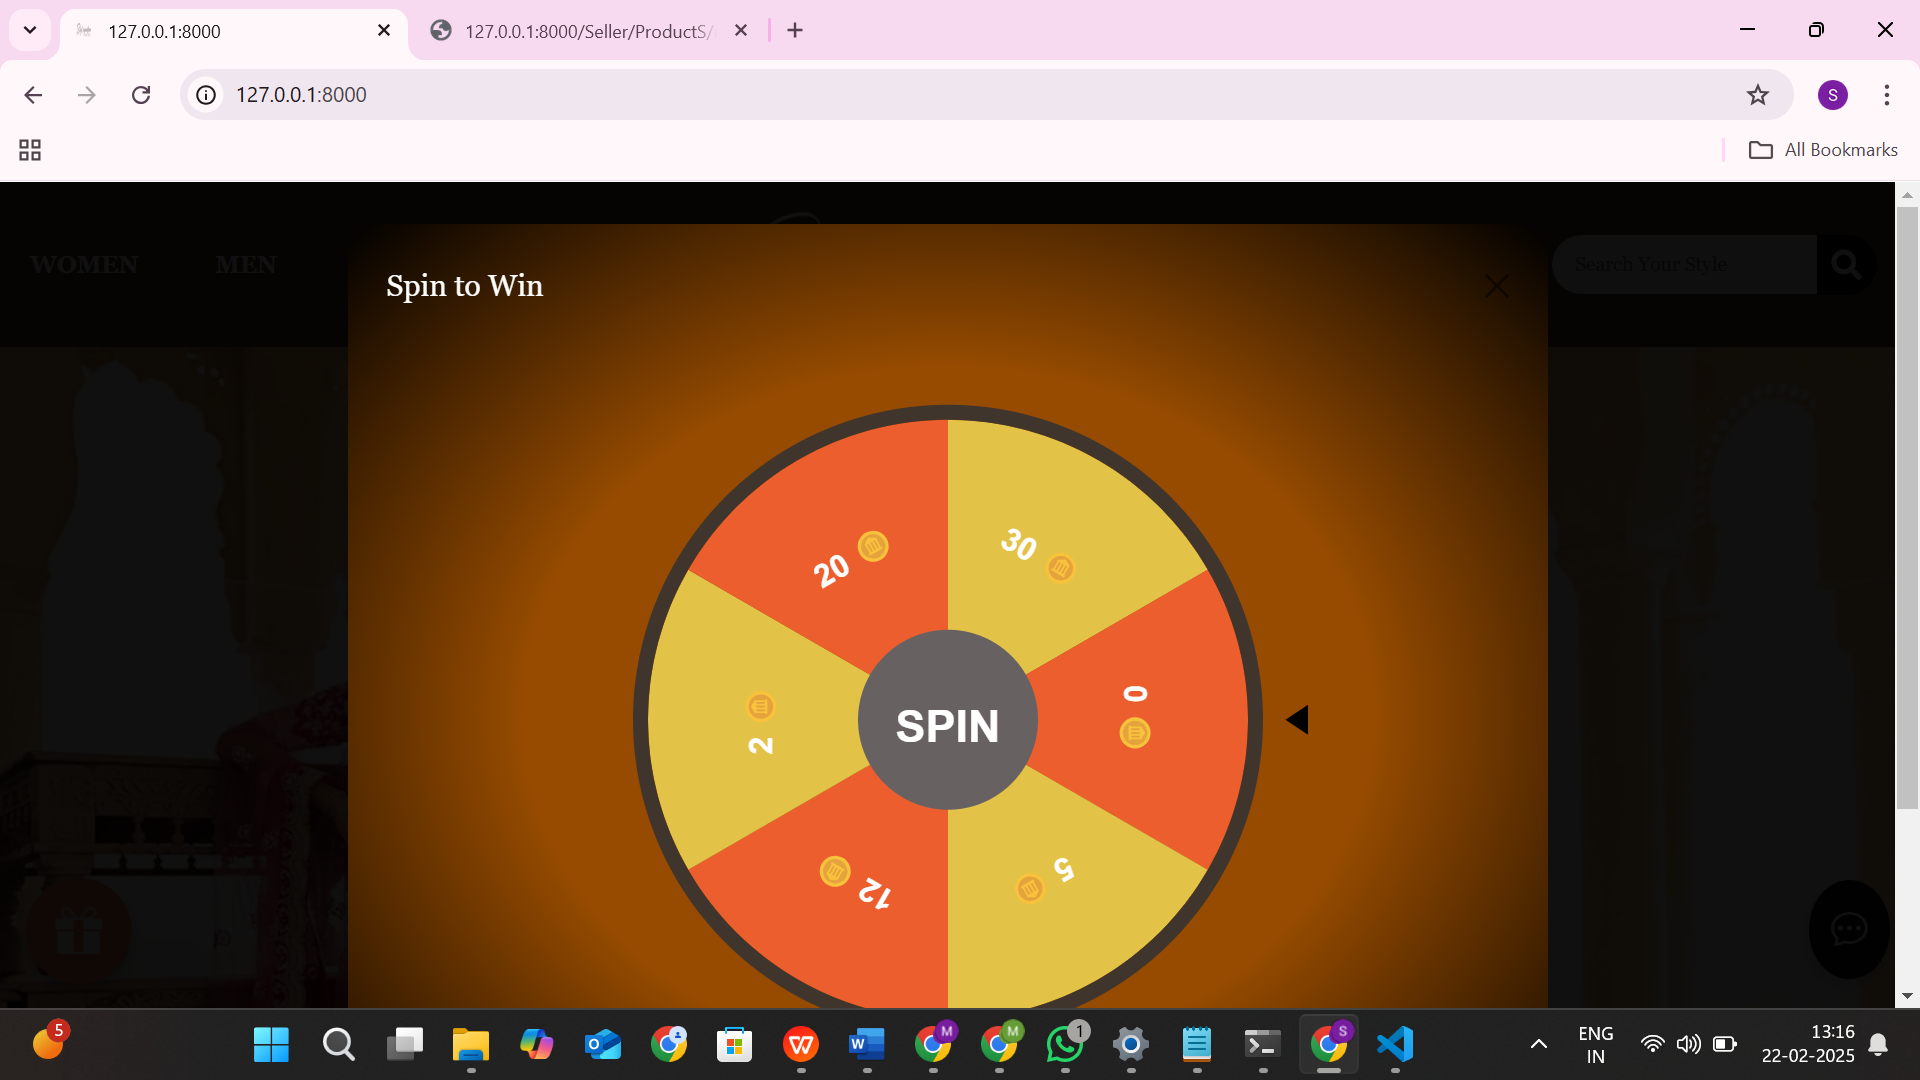 127.0.0.1:8000
127.0.0.1:8000/Seller/ProductS/
127.0.0.1:8000
S
All Bookmarks
WOMEN
MEN
Search Your Style
Spin to Win
20
30
2
0
SPIN
12
5
5
M
M
1
S
ENG
IN
13:16
22-02-2025